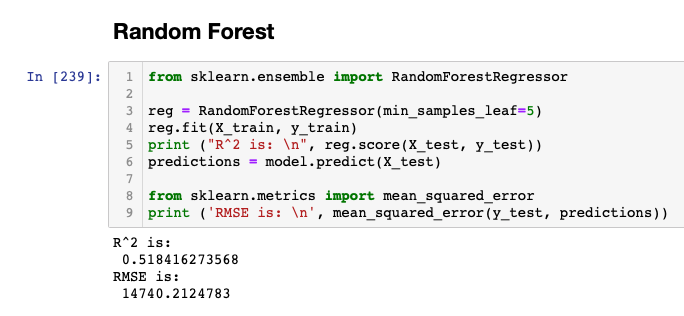 Random Forest
In [239]:
1 from sklearn.ensemble import RandomForestRegressor
2
3 reg = RandomForestRegressor(min_samples_leaf=5)
4 reg.fit(X_train, y_train)
5 print ("R^2 is: \n", reg.score(X_test, y_test))
6 predictions = model.predict(X_test)
7
8 from sklearn.metrics import mean_squared_error
9 print ('RMSE is: \n', mean_squared_error(y_test, predictions))
R^2 is:
0.518416273568
RMSE is:
14740.2124783